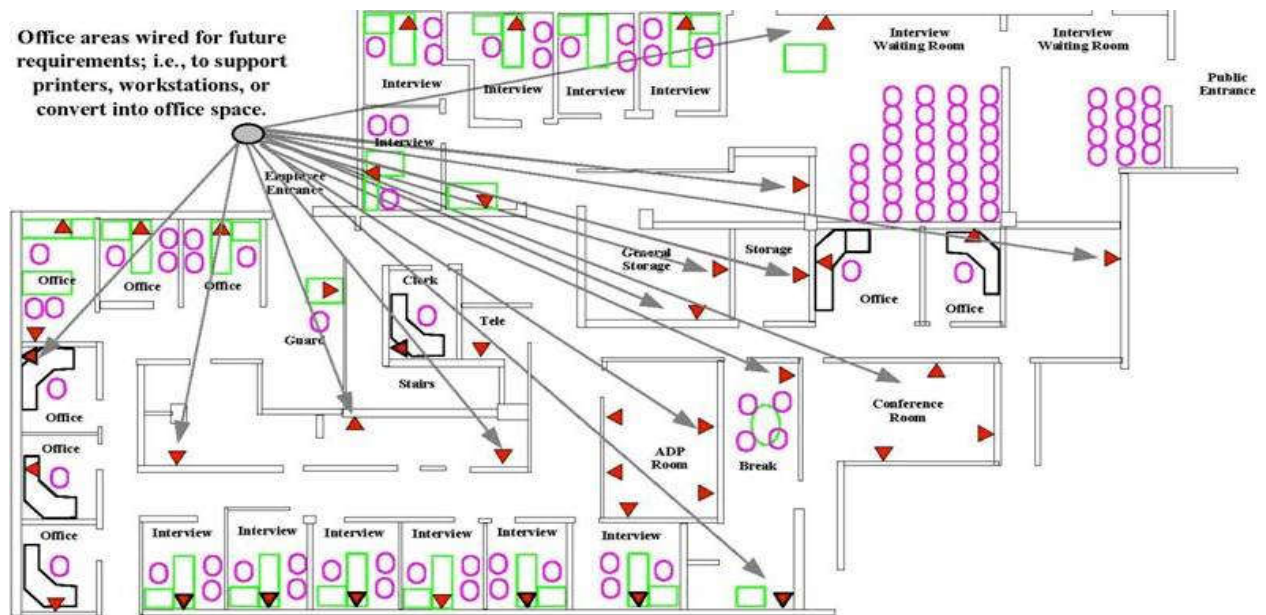 Office areas wired for future
requirements; i.e., to support
printers, workstations, or
convert into office space.
Interview
Interview
Interview
Interview
Interview
Waiting Room
Interview
Waiting Room
Public
Entrance
Interview
Employee
Entrance
General
Storage
Storage
Office
Office
Office
Office
Office
Clerk
Tele
Guard
Stairs
Office
Office
Office
Conference
Room
ADP
Room
Break
Interview
Interview
Interview
Interview
Interview
Interview